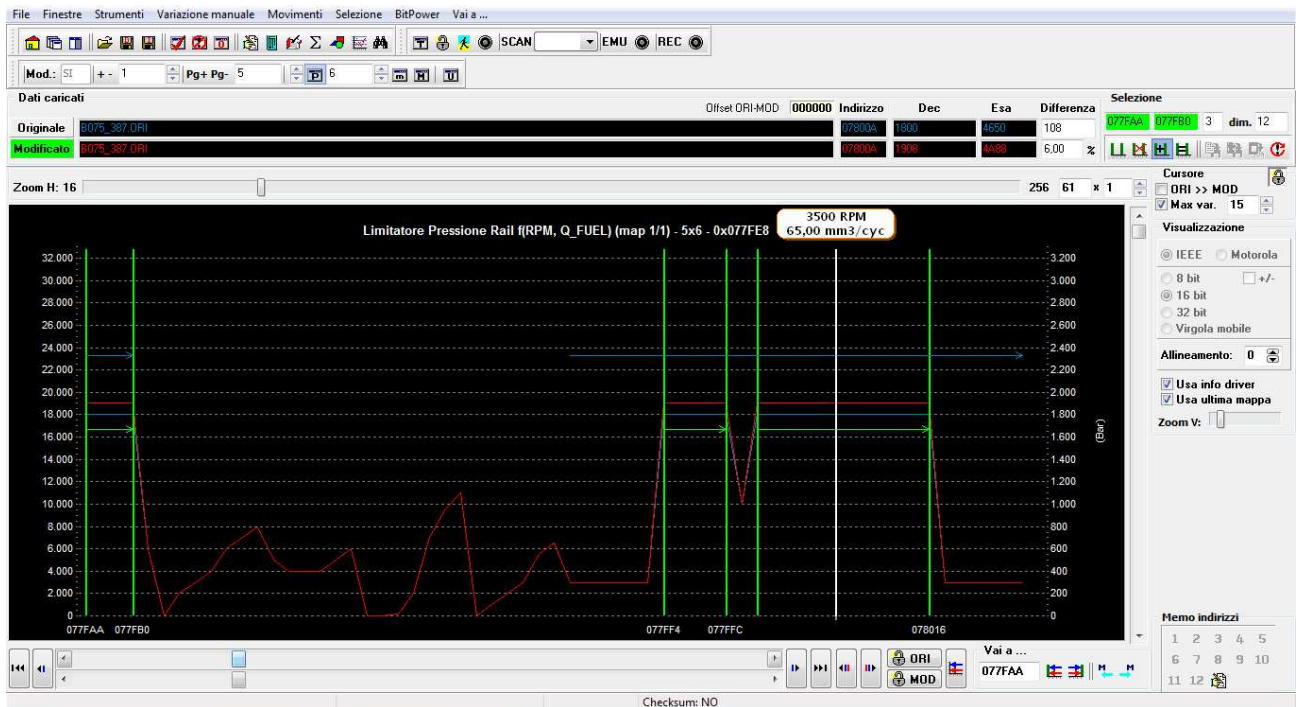 File Finestre Strumenti Variazione manuale Movimenti Selezione BitPower Vai a ...
SCAN EMU REC
Mod.: SI + - 1 Pg+ Pg- 5 P 6 m M U
Dati caricati
Offset ORI-MOD 000000 Indirizzo Dec Esa Differenza
Selezione
Originale B075_387.ORI 07800A 1800 4650 108
077FAA 077FB0 3 dim. 12
Modificato B075_387.ORI 07800A 1908 4A88 6,00 %
Zoom H: 16 256 61 x 1
Cursore
ORI >> MOD
Max var. 15
Limitatore Pressione Rail f(RPM, Q_FUEL) (map 1/1) - 5x6 - 0x077FE8
3500 RPM
65,00 mm3/cyc
Visualizzazione
IEEE Motorola
8 bit +/-
16 bit
32 bit
Virgola mobile
Allineamento: 0
Usa info driver
Usa ultima mappa
Zoom V:
32.000 3.200
30.000 3.000
28.000 2.800
26.000 2.600
24.000 2.400
22.000 2.200
20.000 2.000
18.000 1.800
16.000 1.600
14.000 1.400
12.000 1.200
10.000 1.000
8.000 800
6.000 600
4.000 400
2.000 200
0 0
(Bar)
077FAA 077FB0 077FF4 077FFC 078016
Memo indirizzi
1 2 3 4 5
6 7 8 9 10
11 12
ORI
MOD
Vai a ...
077FAA
M M
Checksum: NO